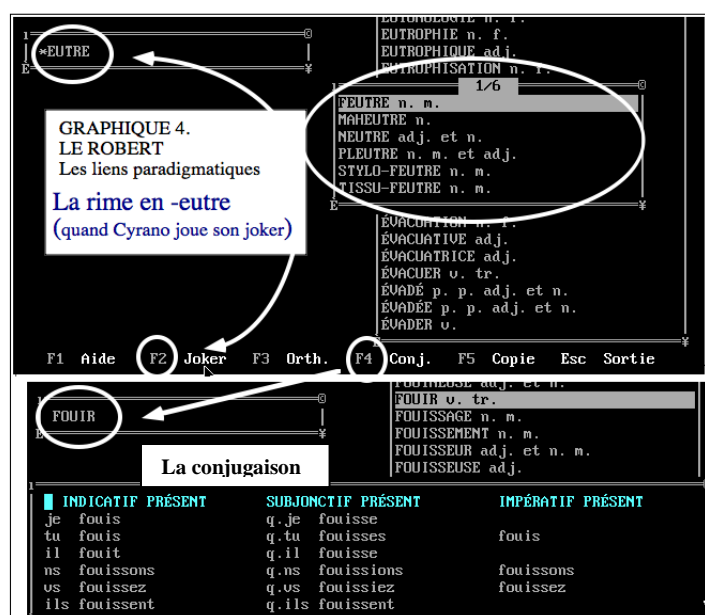 EUTROPHIE n. f.
EUTROPHIQUE adj.
EUTROPHISATION n. f.
*EUTRE
1/6
FEUTRE n. m.
MAHEUTRE n.
NEUTRE adj. et n.
PLEUTRE n. m. et adj.
STYLO-FEUTRE n. m.
TISSU-FEUTRE n. m.
GRAPHIQUE 4.
LE ROBERT
Les liens paradigmatiques
La rime en -eutre
(quand Cyrano joue son joker)
ÉVACUATION n. f.
ÉVACUATIVE adj.
ÉVACUATRICE adj.
ÉVACUER v. tr.
ÉVADÉ p. p. adj. et n.
ÉVADÉE p. p. adj. et n.
ÉVADER v.
F1 Aide F2 Joker F3 Orth. F4 Conj. F5 Copie Esc Sortie
FOUINEUSE adj. et n.
FOUIR v. tr.
FOUISSAGE n. m.
FOUISSEMENT n. m.
FOUISSEUR adj. et n. m.
FOUISSEUSE adj.
FOUIR
La conjugaison
INDICATIF PRÉSENT SUBJONCTIF PRÉSENT IMPÉRATIF PRÉSENT
je fouis q.je fouisse
tu fouis q.tu fouisses fouis
il fouit q.il fouisse
ns fouissons q.ns fouissions fouissons
vs fouissez q.vs fouissiez fouissez
ils fouissent q.ils fouissent